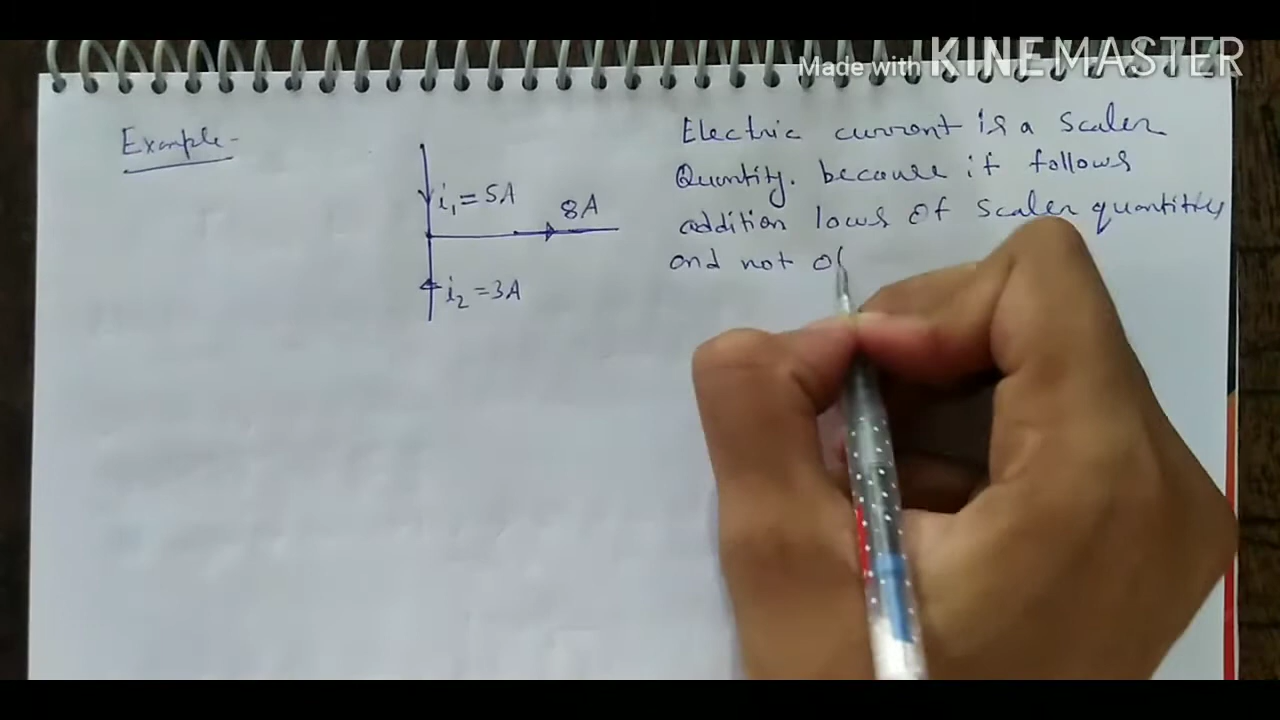 Made with KINEMASTER
Example-
Electric current is a scaler
Quantity. because it follows
addition laws of scaler quantities
and not of
i₁ = 5A
8A
i₂ = 3A